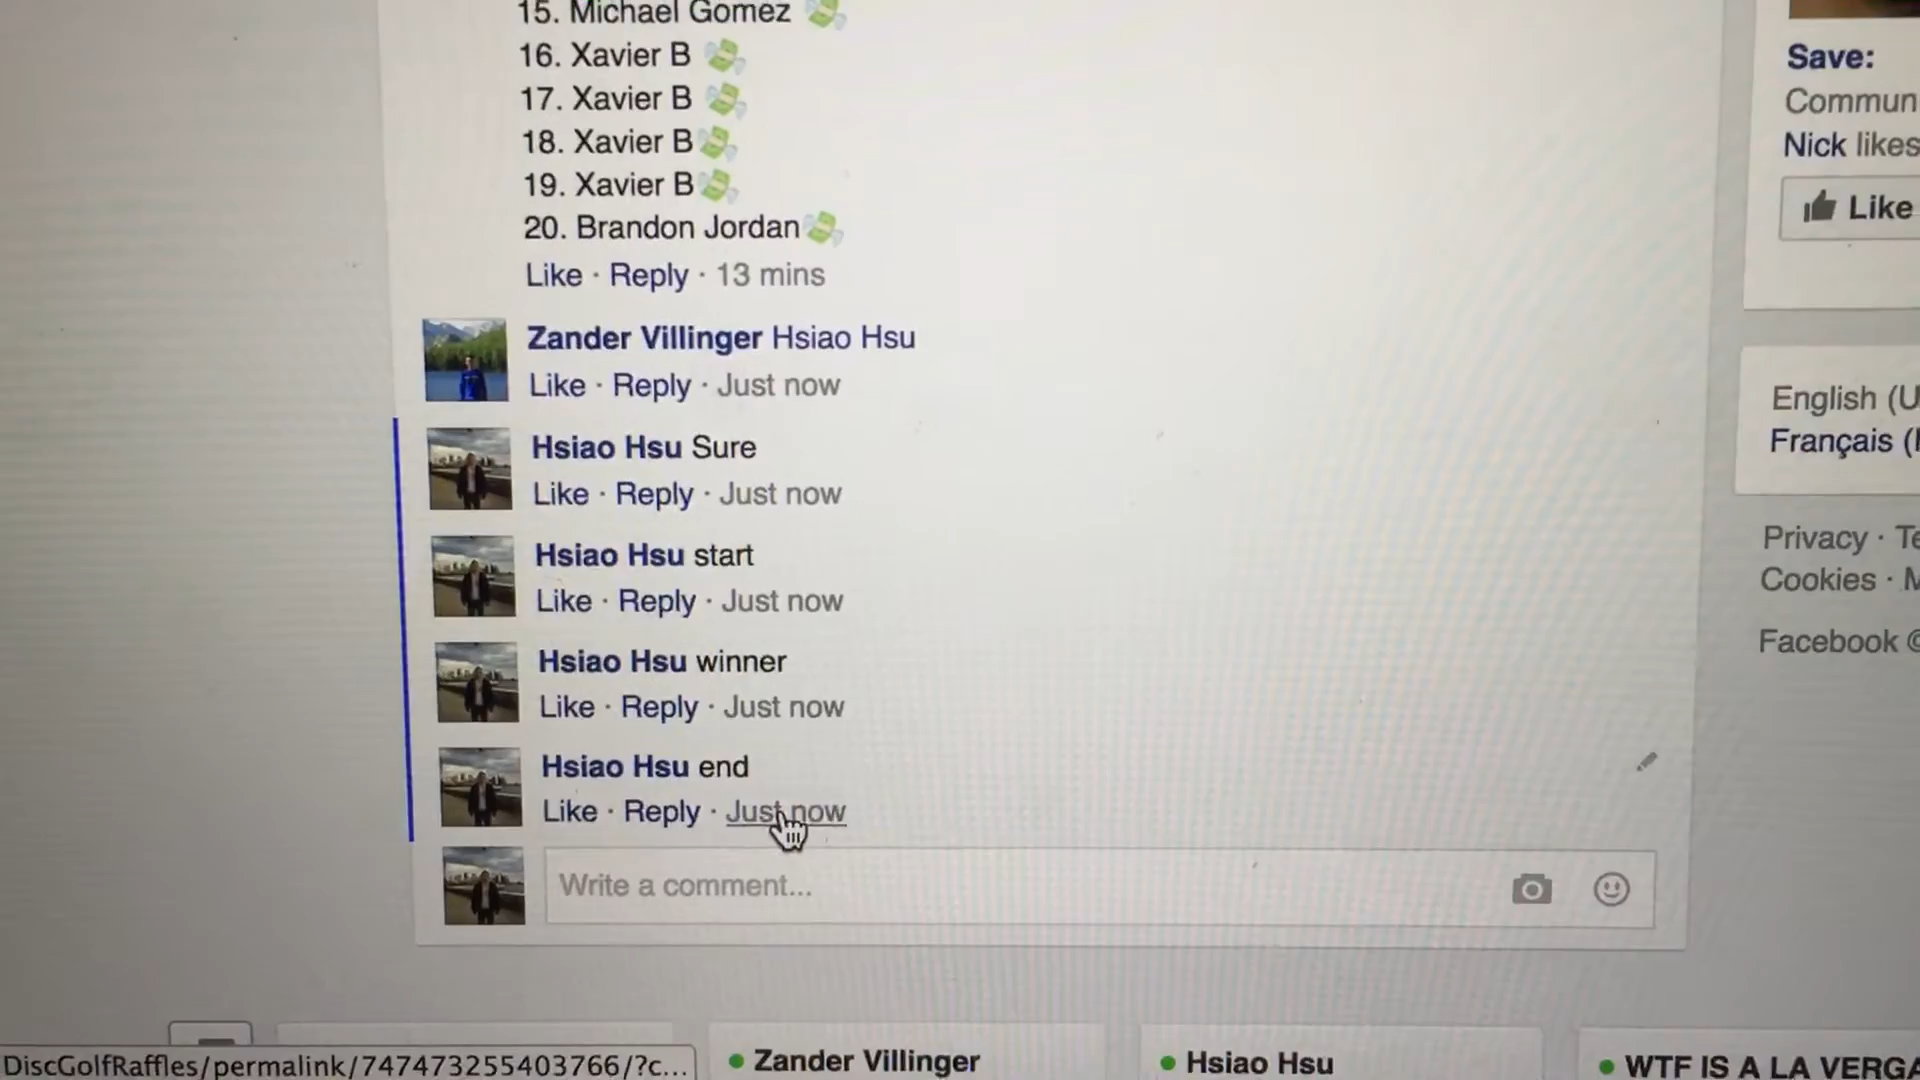 15. Michael Gomez
16. Xavier B
17. Xavier B
18. Xavier B
19. Xavier B
20. Brandon Jordan
Like · Reply · 13 mins
Zander Villinger Hsiao Hsu
Like · Reply · Just now
Hsiao Hsu Sure
Like · Reply · Just now
Hsiao Hsu start
Like · Reply · Just now
Hsiao Hsu winner
Like · Reply · Just now
Hsiao Hsu end
Like · Reply · Just now
Write a comment...
Save:
Commun
Nick likes
Like
English (U
Français (
Privacy · Te
Cookies · M
Facebook ©
DiscGolfRaffles/permalink/747473255403766/?c...
Zander Villinger
Hsiao Hsu
WTF IS A LA VERGA